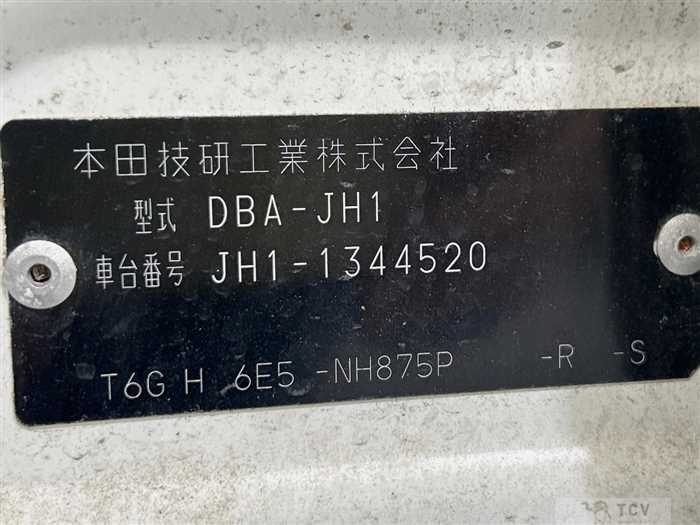 本田技研工業株式会社
型式 DBA-JH1
車台番号 JH1-1344520
T6G H 6E5 -NH875P -R -S
TCV